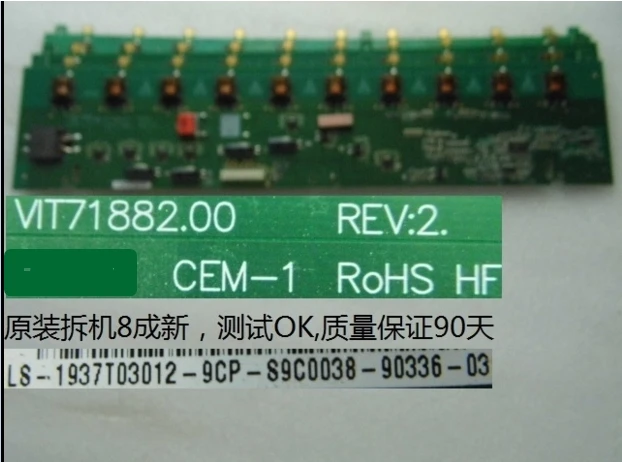 VIT71882.00 REV:2.
CEM-1 RoHS HF
原装拆机8成新，测试OK,质量保证90天
LS-1937T03012-9CP-S9C0038-90336-03